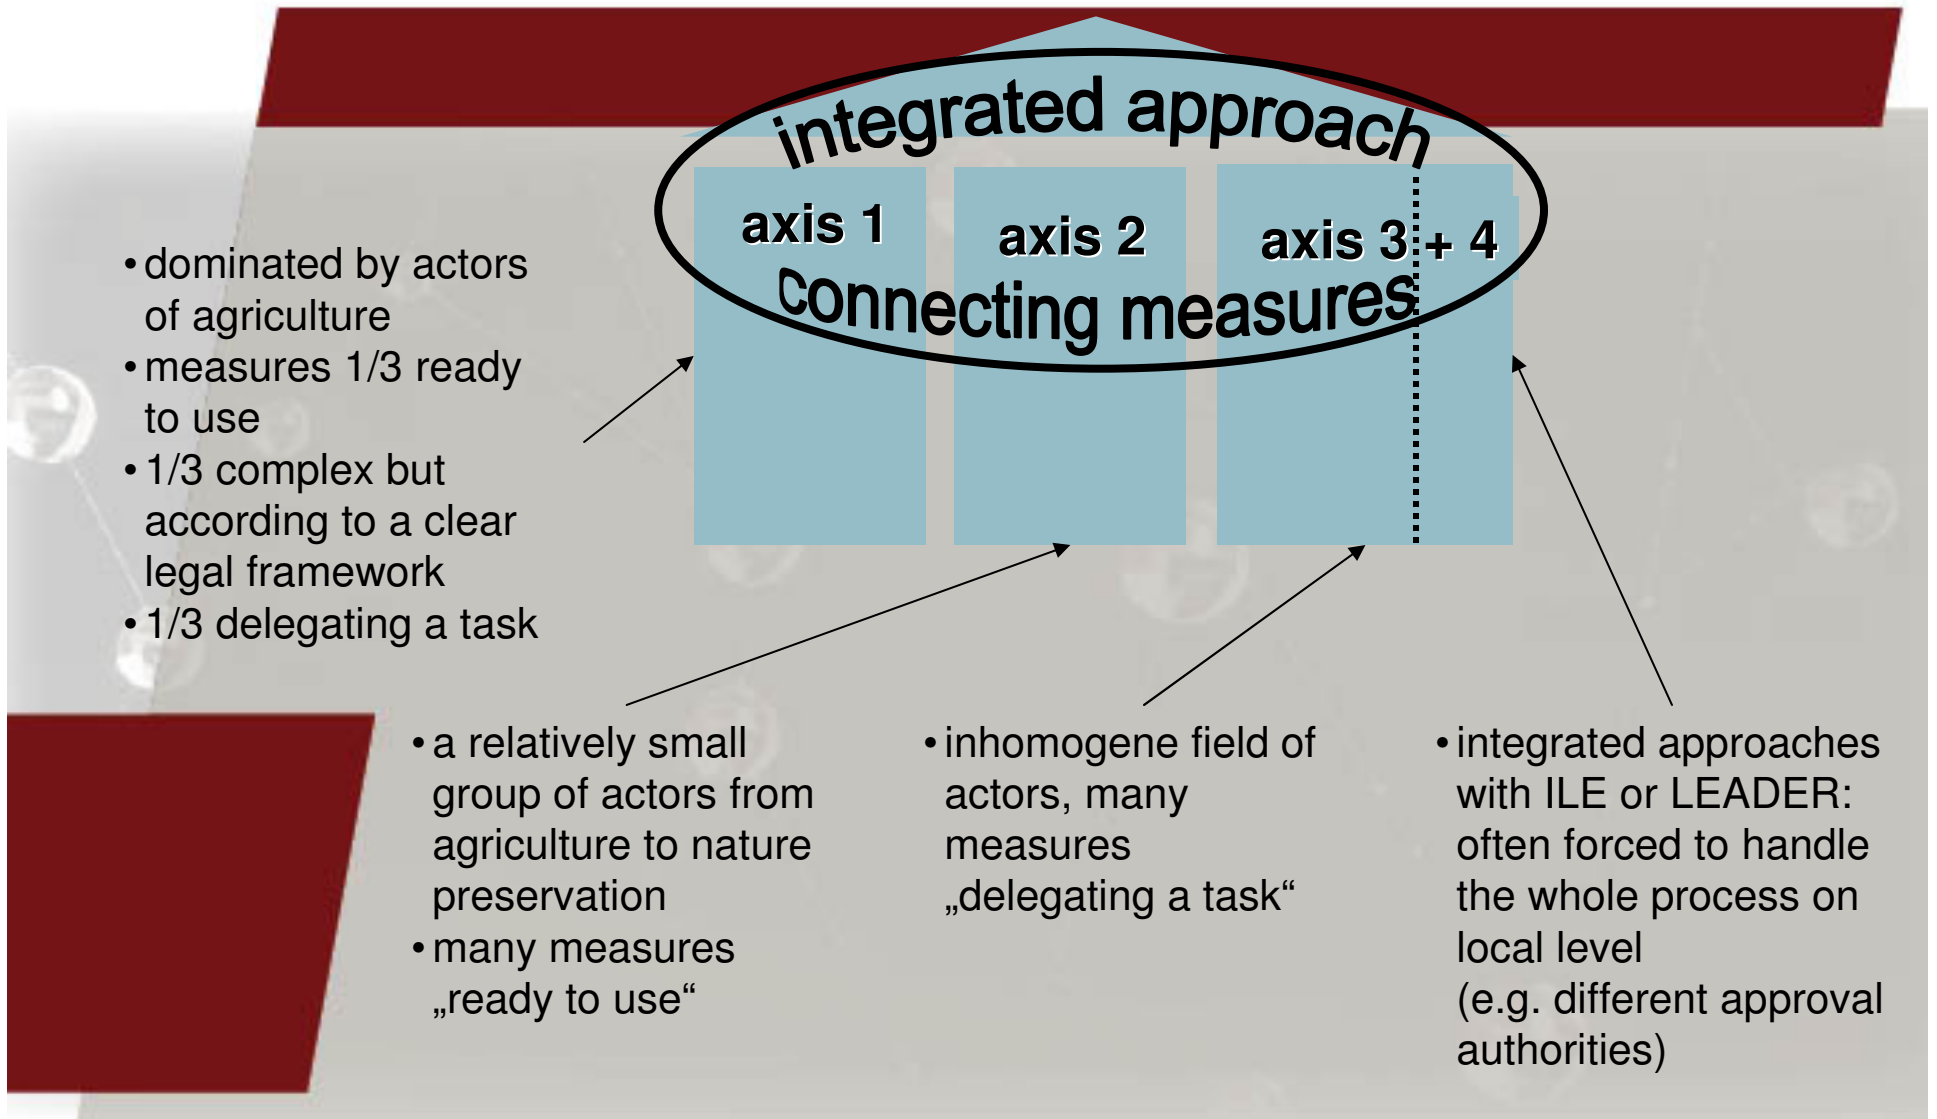 integrated approach
axis 1
axis 2
axis 3 + 4
connecting measures
• dominated by actors
of agriculture
• measures 1/3 ready
to use
• 1/3 complex but
according to a clear
legal framework
• 1/3 delegating a task
• a relatively small
group of actors from
agriculture to nature
preservation
• many measures
„ready to use“
• inhomogene field of
actors, many
measures
„delegating a task“
• integrated approaches
with ILE or LEADER:
often forced to handle
the whole process on
local level
(e.g. different approval
authorities)